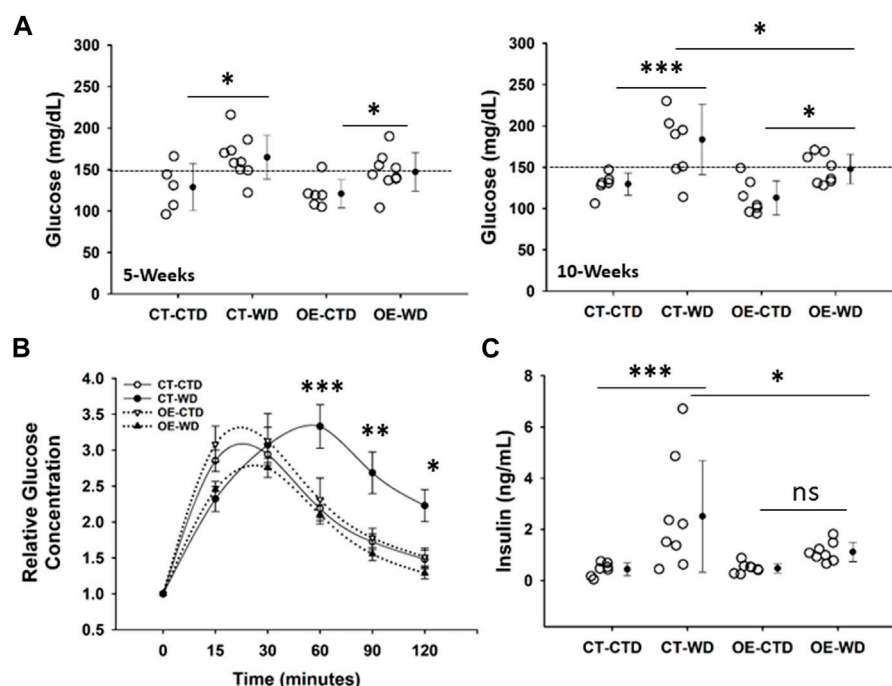 A
300
250
200
150
100
50
0
Glucose (mg/dL)
*
*
5-Weeks
CT-CTD CT-WD OE-CTD OE-WD
300
250
200
150
100
50
0
Glucose (mg/dL)
*
***
*
10-Weeks
CT-CTD CT-WD OE-CTD OE-WD
B
4.0
3.5
3.0
2.5
2.0
1.5
1.0
0.5
Relative Glucose
Concentration
CT-CTD
CT-WD
OE-CTD
OE-WD
***
**
*
0 15 30 60 90 120
Time (minutes)
C
8
6
4
2
0
Insulin (ng/mL)
***
*
ns
CT-CTD CT-WD OE-CTD OE-WD